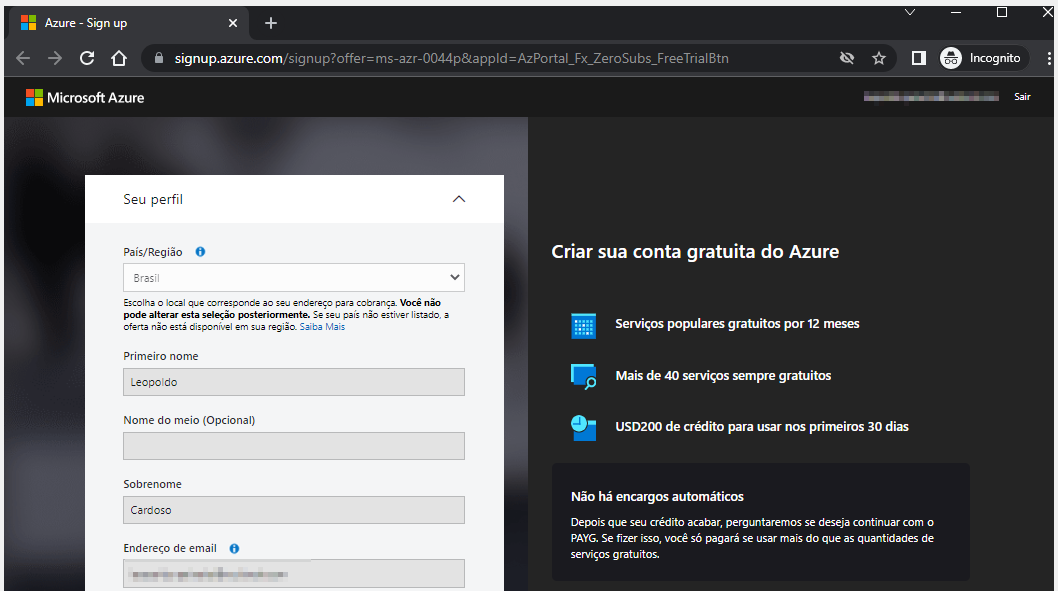 Azure - Sign up
signup.azure.com/signup?offer=ms-azr-0044p&appId=AzPortal_Fx_ZeroSubs_FreeTrialBtn
Incognito
Microsoft Azure
Sair
Seu perfil
País/Região
Brasil
Escolha o local que corresponde ao seu endereço para cobrança. Você não
pode alterar esta seleção posteriormente. Se seu país não estiver listado, a
oferta não está disponível em sua região. Saiba Mais
Primeiro nome
Leopoldo
Nome do meio (Opcional)
Sobrenome
Cardoso
Endereço de email
Criar sua conta gratuita do Azure
Serviços populares gratuitos por 12 meses
Mais de 40 serviços sempre gratuitos
USD200 de crédito para usar nos primeiros 30 dias
Não há encargos automáticos
Depois que seu crédito acabar, perguntaremos se deseja continuar com o
PAYG. Se fizer isso, você só pagará se usar mais do que as quantidades de
serviços gratuitos.